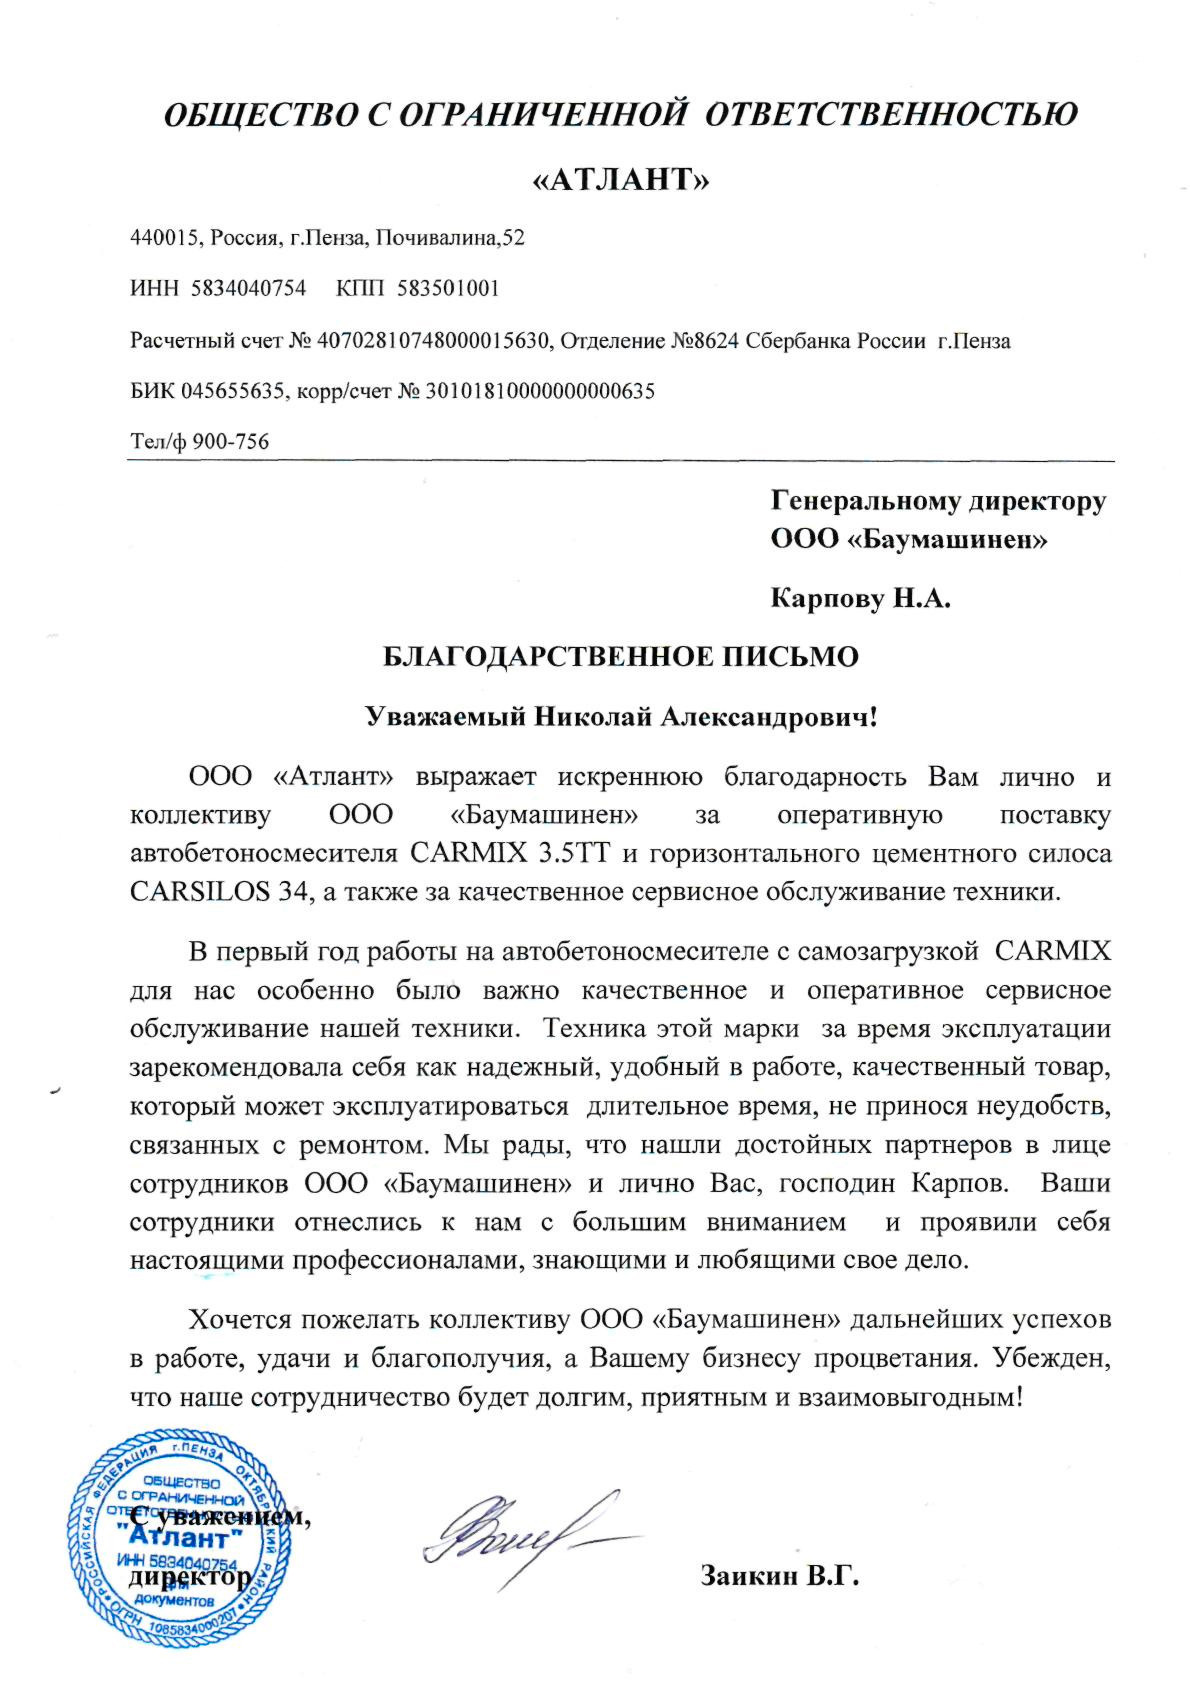 ОБЩЕСТВО С ОГРАНИЧЕННОЙ ОТВЕТСТВЕННОСТЬЮ
«АТЛАНТ»
440015, Россия, г.Пенза, Почивалина,52
ИНН 5834040754 КПП 583501001
Расчетный счет № 40702810748000015630, Отделение №8624 Сбербанка России г.Пенза
БИК 045655635, корр/счет № 30101810000000000635
Тел/ф 900-756
Генеральному директору
ООО «Баумашинен»
Карпову Н.А.
БЛАГОДАРСТВЕННОЕ ПИСЬМО
Уважаемый Николай Александрович!
ООО «Атлант» выражает искреннюю благодарность Вам лично и
коллективу ООО «Баумашинен» за оперативную поставку
автобетоносмесителя CARMIX 3.5TT и горизонтального цементного силоса
CARSILOS 34, а также за качественное сервисное обслуживание техники.
В первый год работы на автобетоносмесителе с самозагрузкой CARMIX
для нас особенно было важно качественное и оперативное сервисное
обслуживание нашей техники. Техника этой марки за время эксплуатации
зарекомендовала себя как надежный, удобный в работе, качественный товар,
который может эксплуатироваться длительное время, не принося неудобств,
связанных с ремонтом. Мы рады, что нашли достойных партнеров в лице
сотрудников ООО «Баумашинен» и лично Вас, господин Карпов. Ваши
сотрудники отнеслись к нам с большим вниманием и проявили себя
настоящими профессионалами, знающими и любящими свое дело.
Хочется пожелать коллективу ООО «Баумашинен» дальнейших успехов
в работе, удачи и благополучия, а Вашему бизнесу процветания. Убежден,
что наше сотрудничество будет долгим, приятным и взаимовыгодным!
С уважением,
директор Заикин В.Г.
РОССИЙСКАЯ ФЕДЕРАЦИЯ г.ПЕНЗА ОКТЯБРЬСКИЙ РАЙОН
ОГРН 1085834000207
ОБЩЕСТВО
С ОГРАНИЧЕННОЙ
ОТВЕТСТВЕННОСТЬЮ
"Атлант"
ИНН 5834040754
для
документов